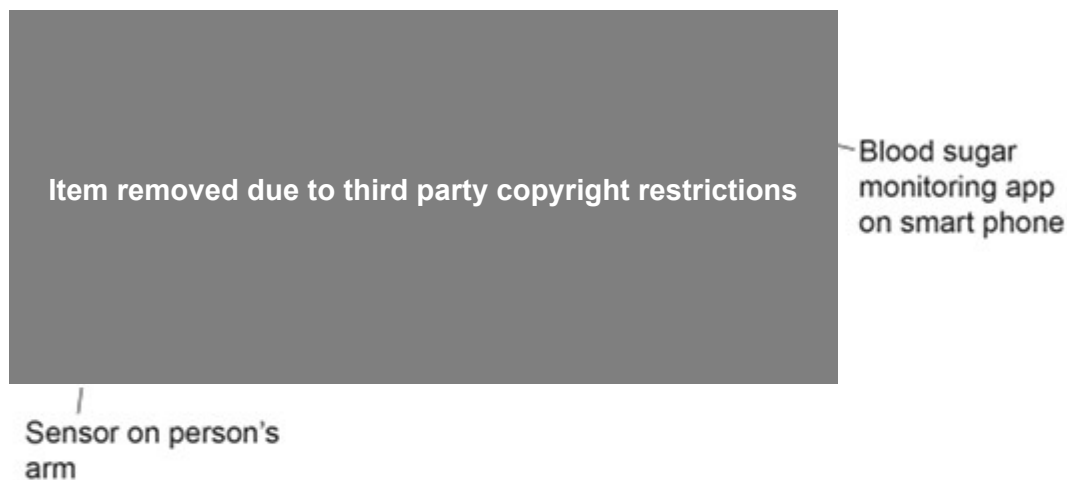 Item removed due to third party copyright restrictions
Blood sugar
monitoring app
on smart phone
Sensor on person's
arm